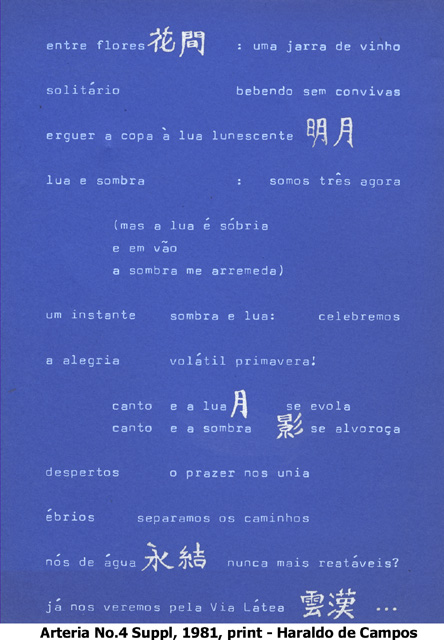 entre flores 花間 : uma jarra de vinho
solitário bebendo sem convivas
erguer a copa à lua lunescente 明月
lua e sombra : somos três agora
(mas a lua é sóbria
e em vão
a sombra me arremeda)
um instante sombra e lua: celebremos
a alegria volátil primavera!
canto e a lua 月 se evola
canto e a sombra 影 se alvoroça
despertos o prazer nos unia
ébrios separamos os caminhos
nós de água 永結 nunca mais reatáveis?
já nos veremos pela Via Látea 雲漢 ...
Arteria No.4 Suppl, 1981, print - Haraldo de Campos